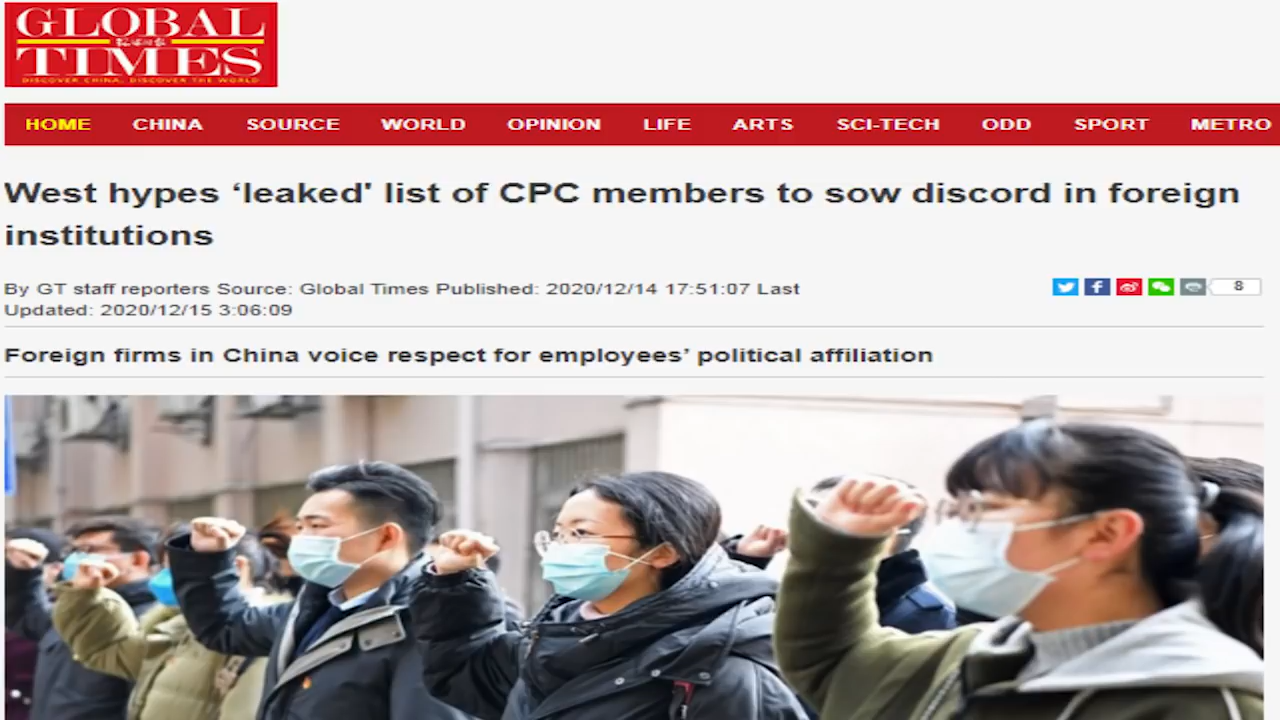 GLOBAL
TIMES
DISCOVER CHINA, DISCOVER THE WORLD
HOME CHINA SOURCE WORLD OPINION LIFE ARTS SCI-TECH ODD SPORT METRO
West hypes ‘leaked' list of CPC members to sow discord in foreign
institutions
By GT staff reporters Source: Global Times Published: 2020/12/14 17:51:07 Last
Updated: 2020/12/15 3:06:09
8
Foreign firms in China voice respect for employees’ political affiliation